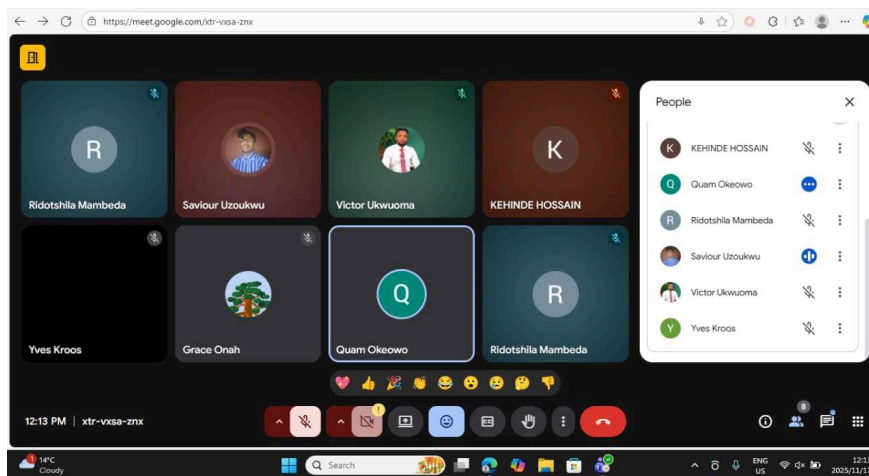 https://meet.google.com/xtr-vxsa-znx
R
Ridotshila Mambeda
Saviour Uzoukwu
Victor Ukwuoma
K
KEHINDE HOSSAIN
Yves Kroos
Grace Onah
Q
Quam Okeowo
R
Ridotshila Mambeda
People
K KEHINDE HOSSAIN
Q Quam Okeowo
R Ridotshila Mambeda
Saviour Uzoukwu
Victor Ukwuoma
Y Yves Kroos
12:13 PM | xtr-vxsa-znx
8
1
14°C
Cloudy
Search
ENG
US
2025/11/1